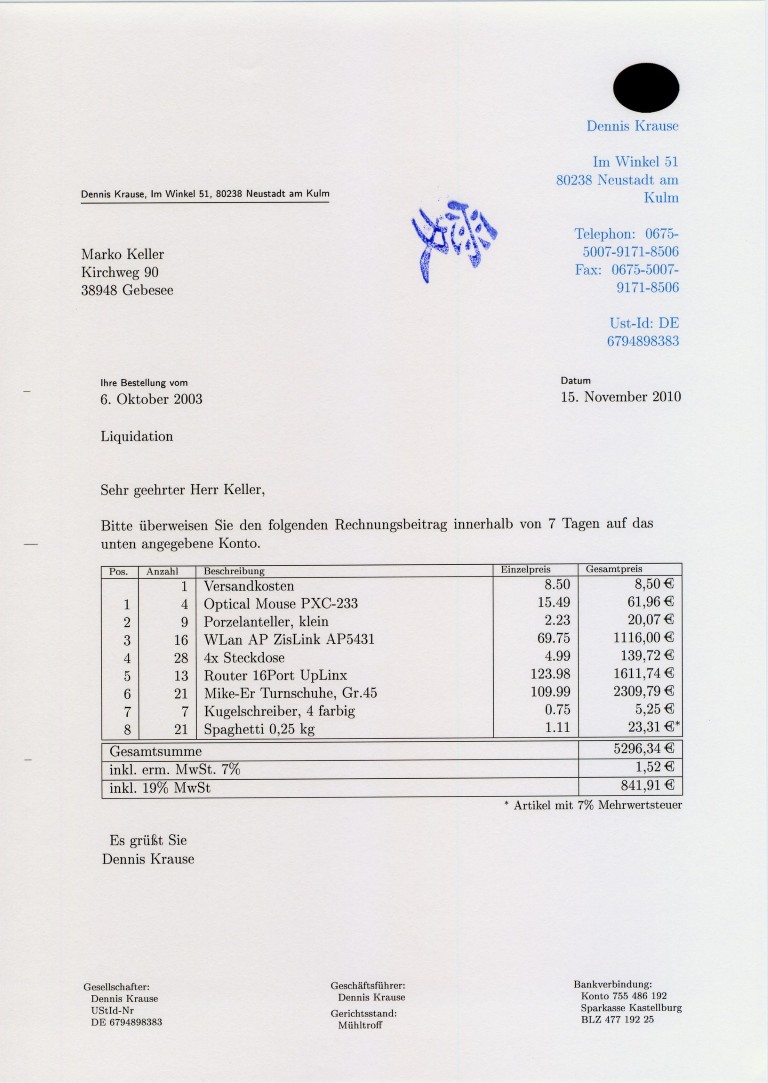 Dennis Krause
Im Winkel 51
80238 Neustadt am
Kulm
Telephon: 0675-
5007-9171-8506
Fax: 0675-5007-
9171-8506
Ust-Id: DE
6794898383
Dennis Krause, Im Winkel 51, 80238 Neustadt am Kulm
Marko Keller
Kirchweg 90
38948 Gebesee
Ihre Bestellung vom
6. Oktober 2003
Datum
15. November 2010
Liquidation
Sehr geehrter Herr Keller,
Bitte überweisen Sie den folgenden Rechnungsbeitrag innerhalb von 7 Tagen auf das
unten angegebene Konto.
Pos. Anzahl Beschreibung Einzelpreis Gesamtpreis
1 Versandkosten 8.50 8,50 €
1 4 Optical Mouse PXC-233 15.49 61,96 €
2 9 Porzelanteller, klein 2.23 20,07 €
3 16 WLan AP ZisLink AP5431 69.75 1116,00 €
4 28 4x Steckdose 4.99 139,72 €
5 13 Router 16Port UpLinx 123.98 1611,74 €
6 21 Mike-Er Turnschuhe, Gr.45 109.99 2309,79 €
7 7 Kugelschreiber, 4 farbig 0.75 5,25 €
8 21 Spaghetti 0,25 kg 1.11 23,31 €*
Gesamtsumme 5296,34 €
inkl. erm. MwSt. 7% 1,52 €
inkl. 19% MwSt 841,91 €
* Artikel mit 7% Mehrwertsteuer
Es grüßt Sie
Dennis Krause
Gesellschafter:
Dennis Krause
UStId-Nr
DE 6794898383
Geschäftsführer:
Dennis Krause
Gerichtsstand:
Mühltroff
Bankverbindung:
Konto 755 486 192
Sparkasse Kastellburg
BLZ 477 192 25